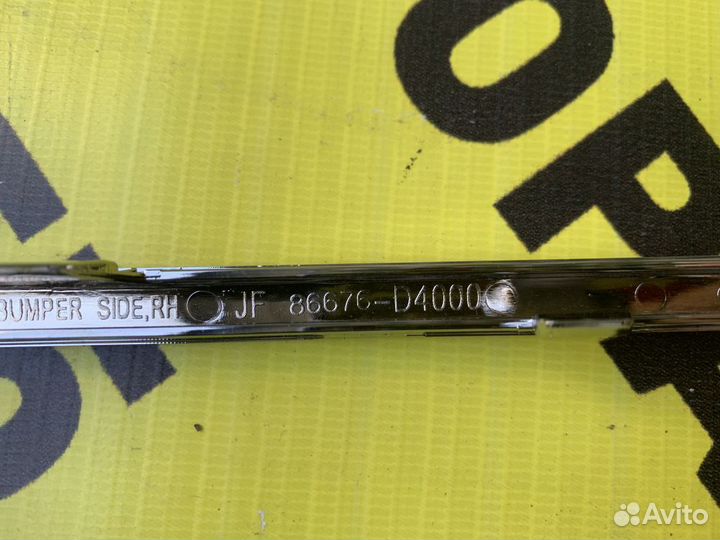 BUMPER SIDE,RH JF 86676-D4000
Avito